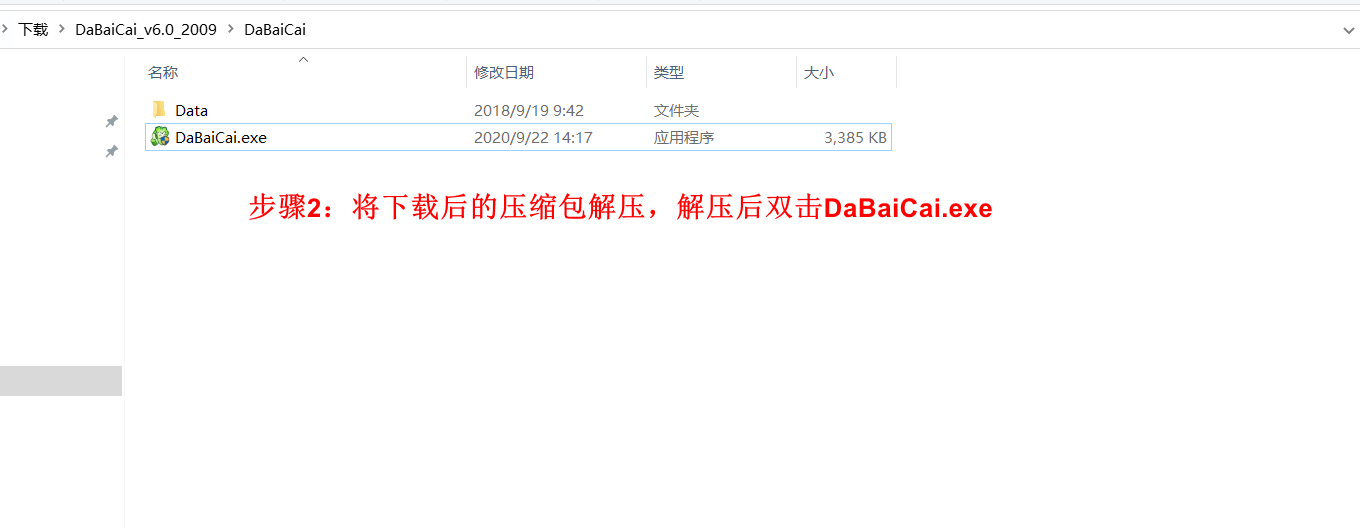 下载 DaBaiCai_v6.0_2009 DaBaiCai
名称 修改日期 类型 大小
Data 2018/9/19 9:42 文件夹
DaBaiCai.exe 2020/9/22 14:17 应用程序 3,385 KB
步骤2：将下载后的压缩包解压，解压后双击DaBaiCai.exe